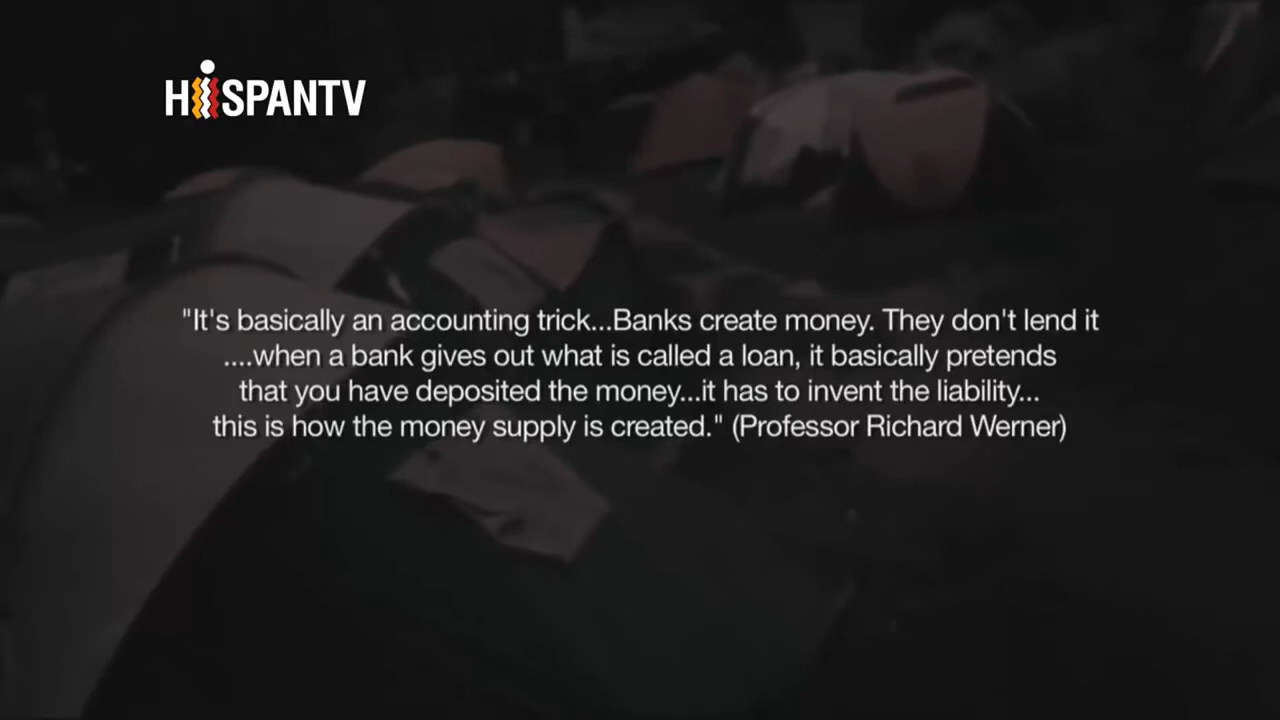 HISPANTV
"It's basically an accounting trick...Banks create money. They don't lend it
....when a bank gives out what is called a loan, it basically pretends
that you have deposited the money...it has to invent the liability...
this is how the money supply is created." (Professor Richard Werner)